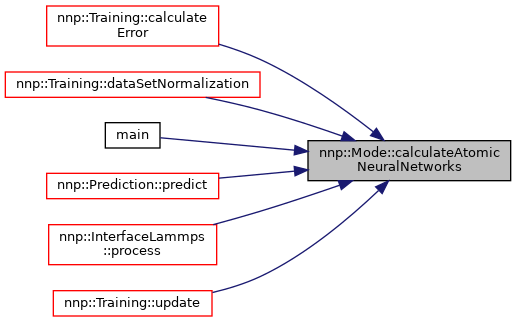 nnp::Training::calculate
Error
nnp::Training::dataSetNormalization
main
nnp::Mode::calculateAtomic
NeuralNetworks
nnp::Prediction::predict
nnp::InterfaceLammps
::process
nnp::Training::update